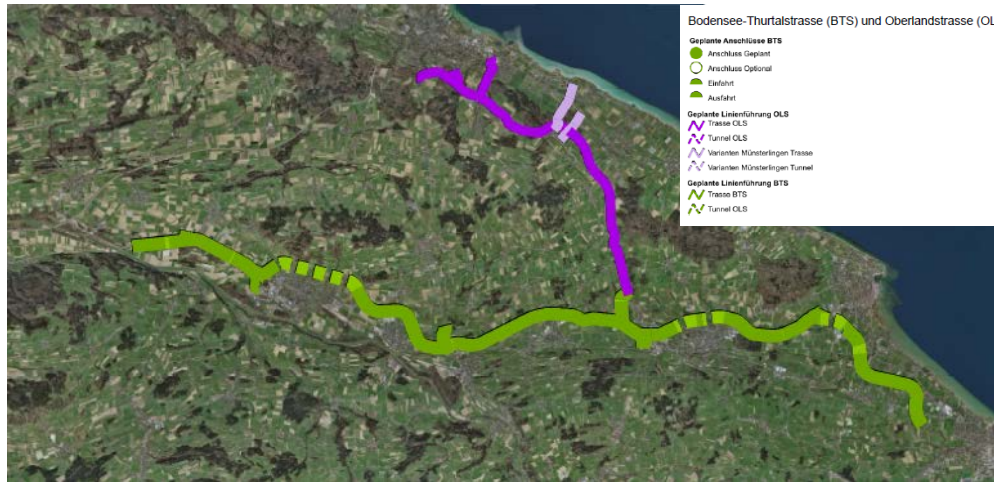 Bodensee-Thurtalstrasse (BTS) und Oberlandstrasse (OL
Geplante Anschlüsse BTS
Anschluss Geplant
Anschluss Optional
Einfahrt
Ausfahrt
Geplante Linienführung OLS
Trasse OLS
Tunnel OLS
Varianten Münsterlingen Trasse
Varianten Münsterlingen Tunnel
Geplante Linienführung BTS
Trasse BTS
Tunnel OLS